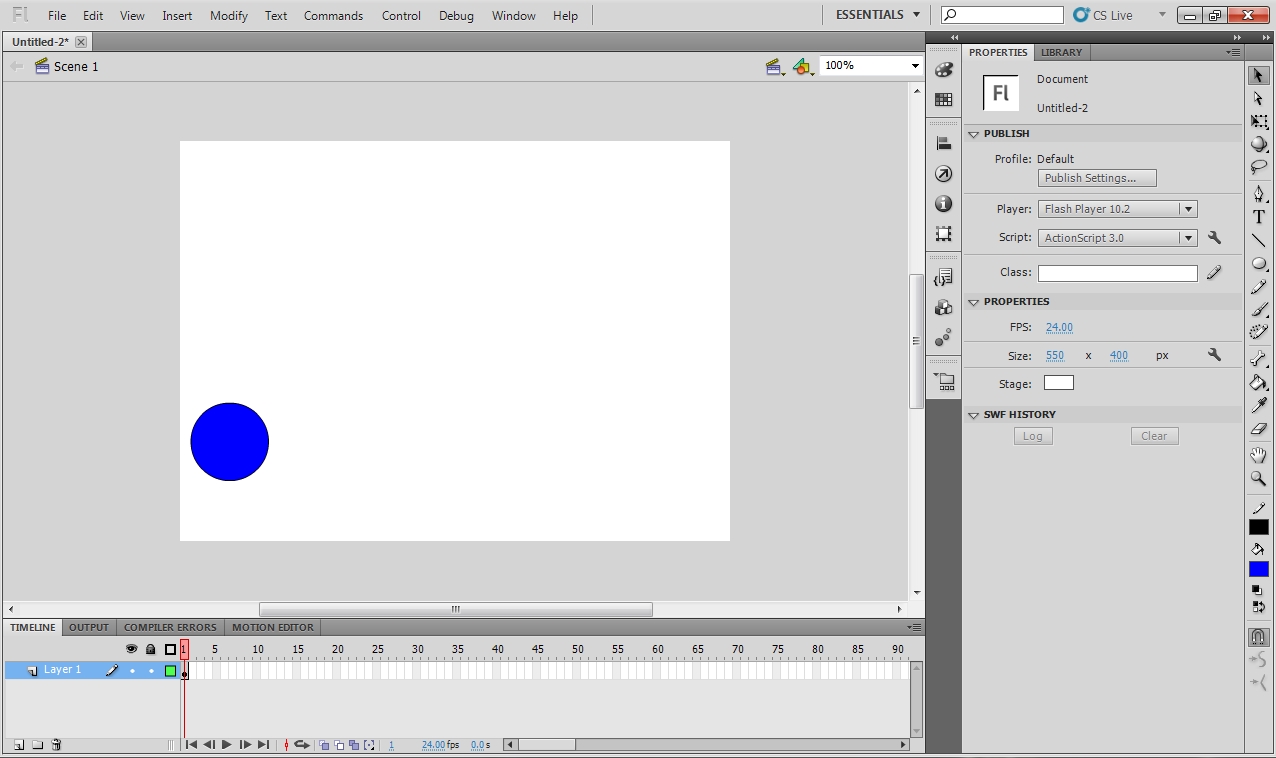 Fl File Edit View Insert Modify Text Commands Control Debug Window Help ESSENTIALS CS Live
Untitled-2*
Scene 1 100%
PROPERTIES LIBRARY
Fl
Document
Untitled-2
PUBLISH
Profile: Default
Publish Settings...
Player: Flash Player 10.2
Script: ActionScript 3.0
Class:
PROPERTIES
FPS: 24.00
Size: 550 x 400 px
Stage:
SWF HISTORY
Log Clear
T
TIMELINE OUTPUT COMPILER ERRORS MOTION EDITOR
1 5 10 15 20 25 30 35 40 45 50 55 60 65 70 75 80 85 90
Layer 1
1 24.00 fps 0.0 s